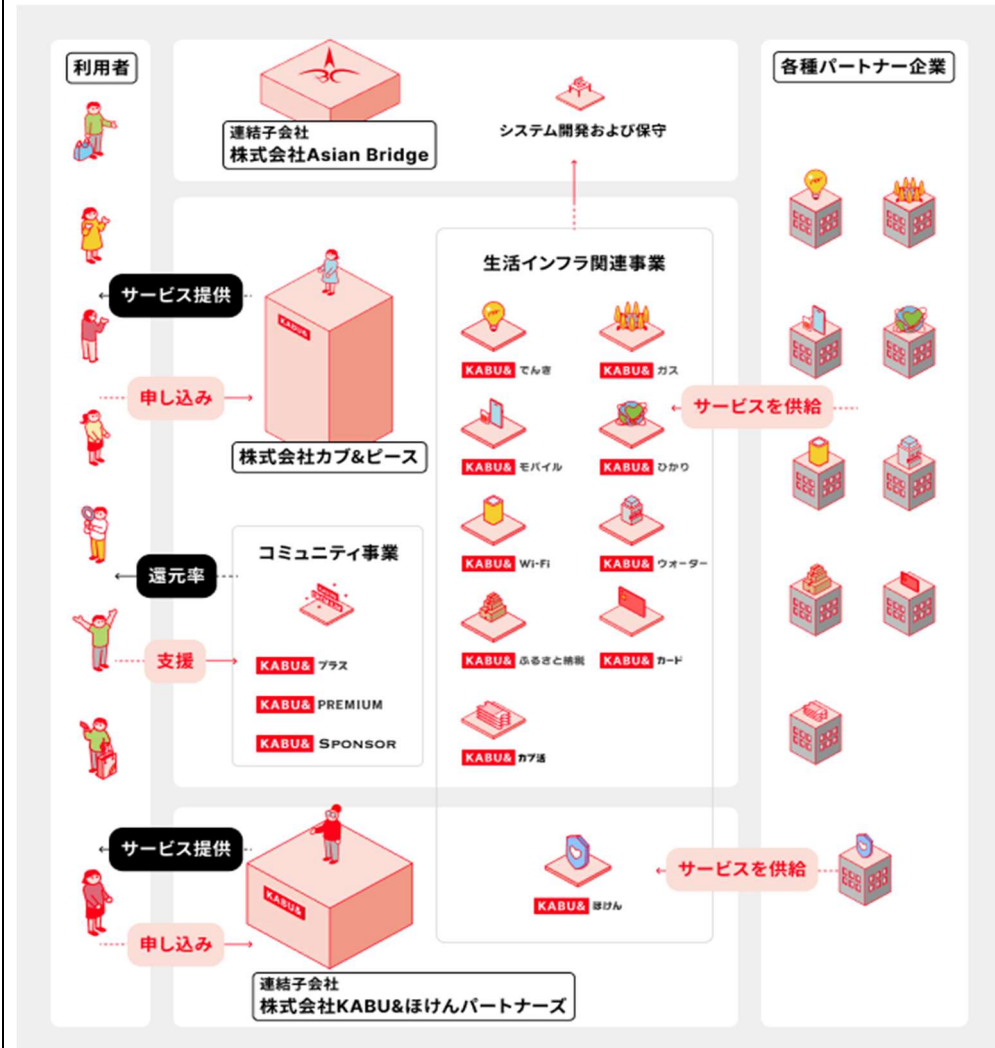 利用者
連結子会社
株式会社Asian Bridge
システム開発および保守
各種パートナー企業
生活インフラ関連事業
サービス提供
KABU&
申し込み
株式会社カブ&ピース
KABU& でんき
KABU& ガス
サービスを供給
KABU& モバイル
KABU& ひかり
KABU& Wi-Fi
KABU& ウォーター
KABU& ふるさと納税
KABU& カード
KABU& カブ活
コミュニティ事業
還元率
支援
KABU& プラス
KABU& PREMIUM
KABU& SPONSOR
サービス提供
KABU&
申し込み
KABU& ほけん
サービスを供給
連結子会社
株式会社KABU&ほけんパートナーズ